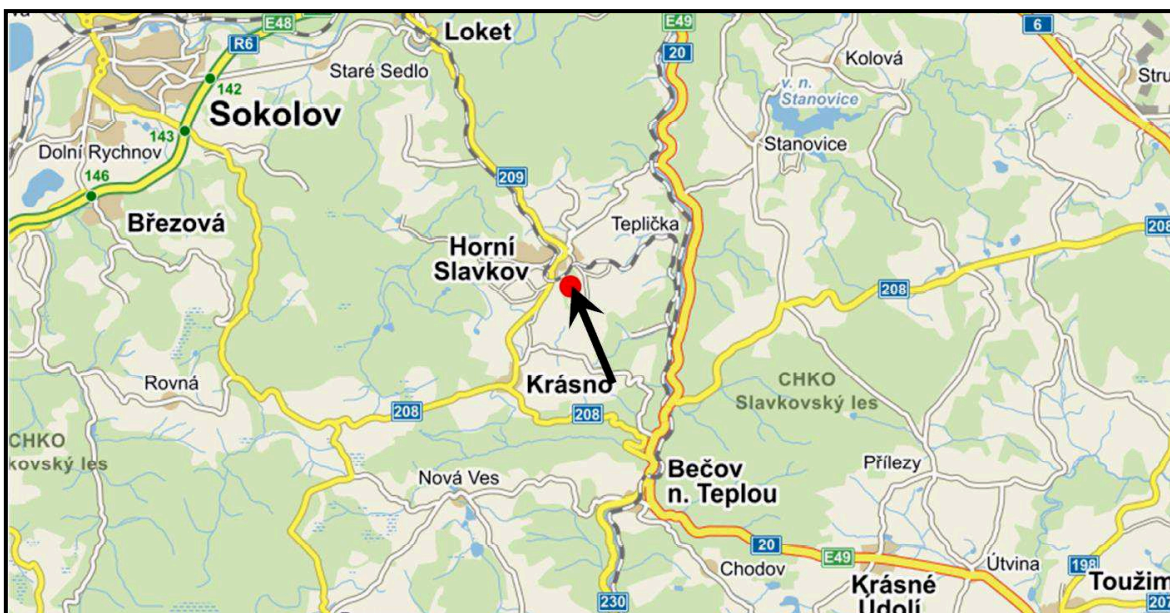 E48
E49
6
va
Loket
R6
20
Kolová
Staré Sedlo
v. n.
Stanovice
Stru
142
Sokolov
143
Dolní Rychnov
Stanovice
146
209
Březová
Teplička
208
Horní
Slavkov
208
Krásno
CHKO
Slavkovský les
Rovná
208
208
CHKO
kovský les
Bečov
n. Teplou
Přílezy
Nová Ves
20
E49
Útvina
198
Chodov
Krásné
Údolí
Toužim
230
207